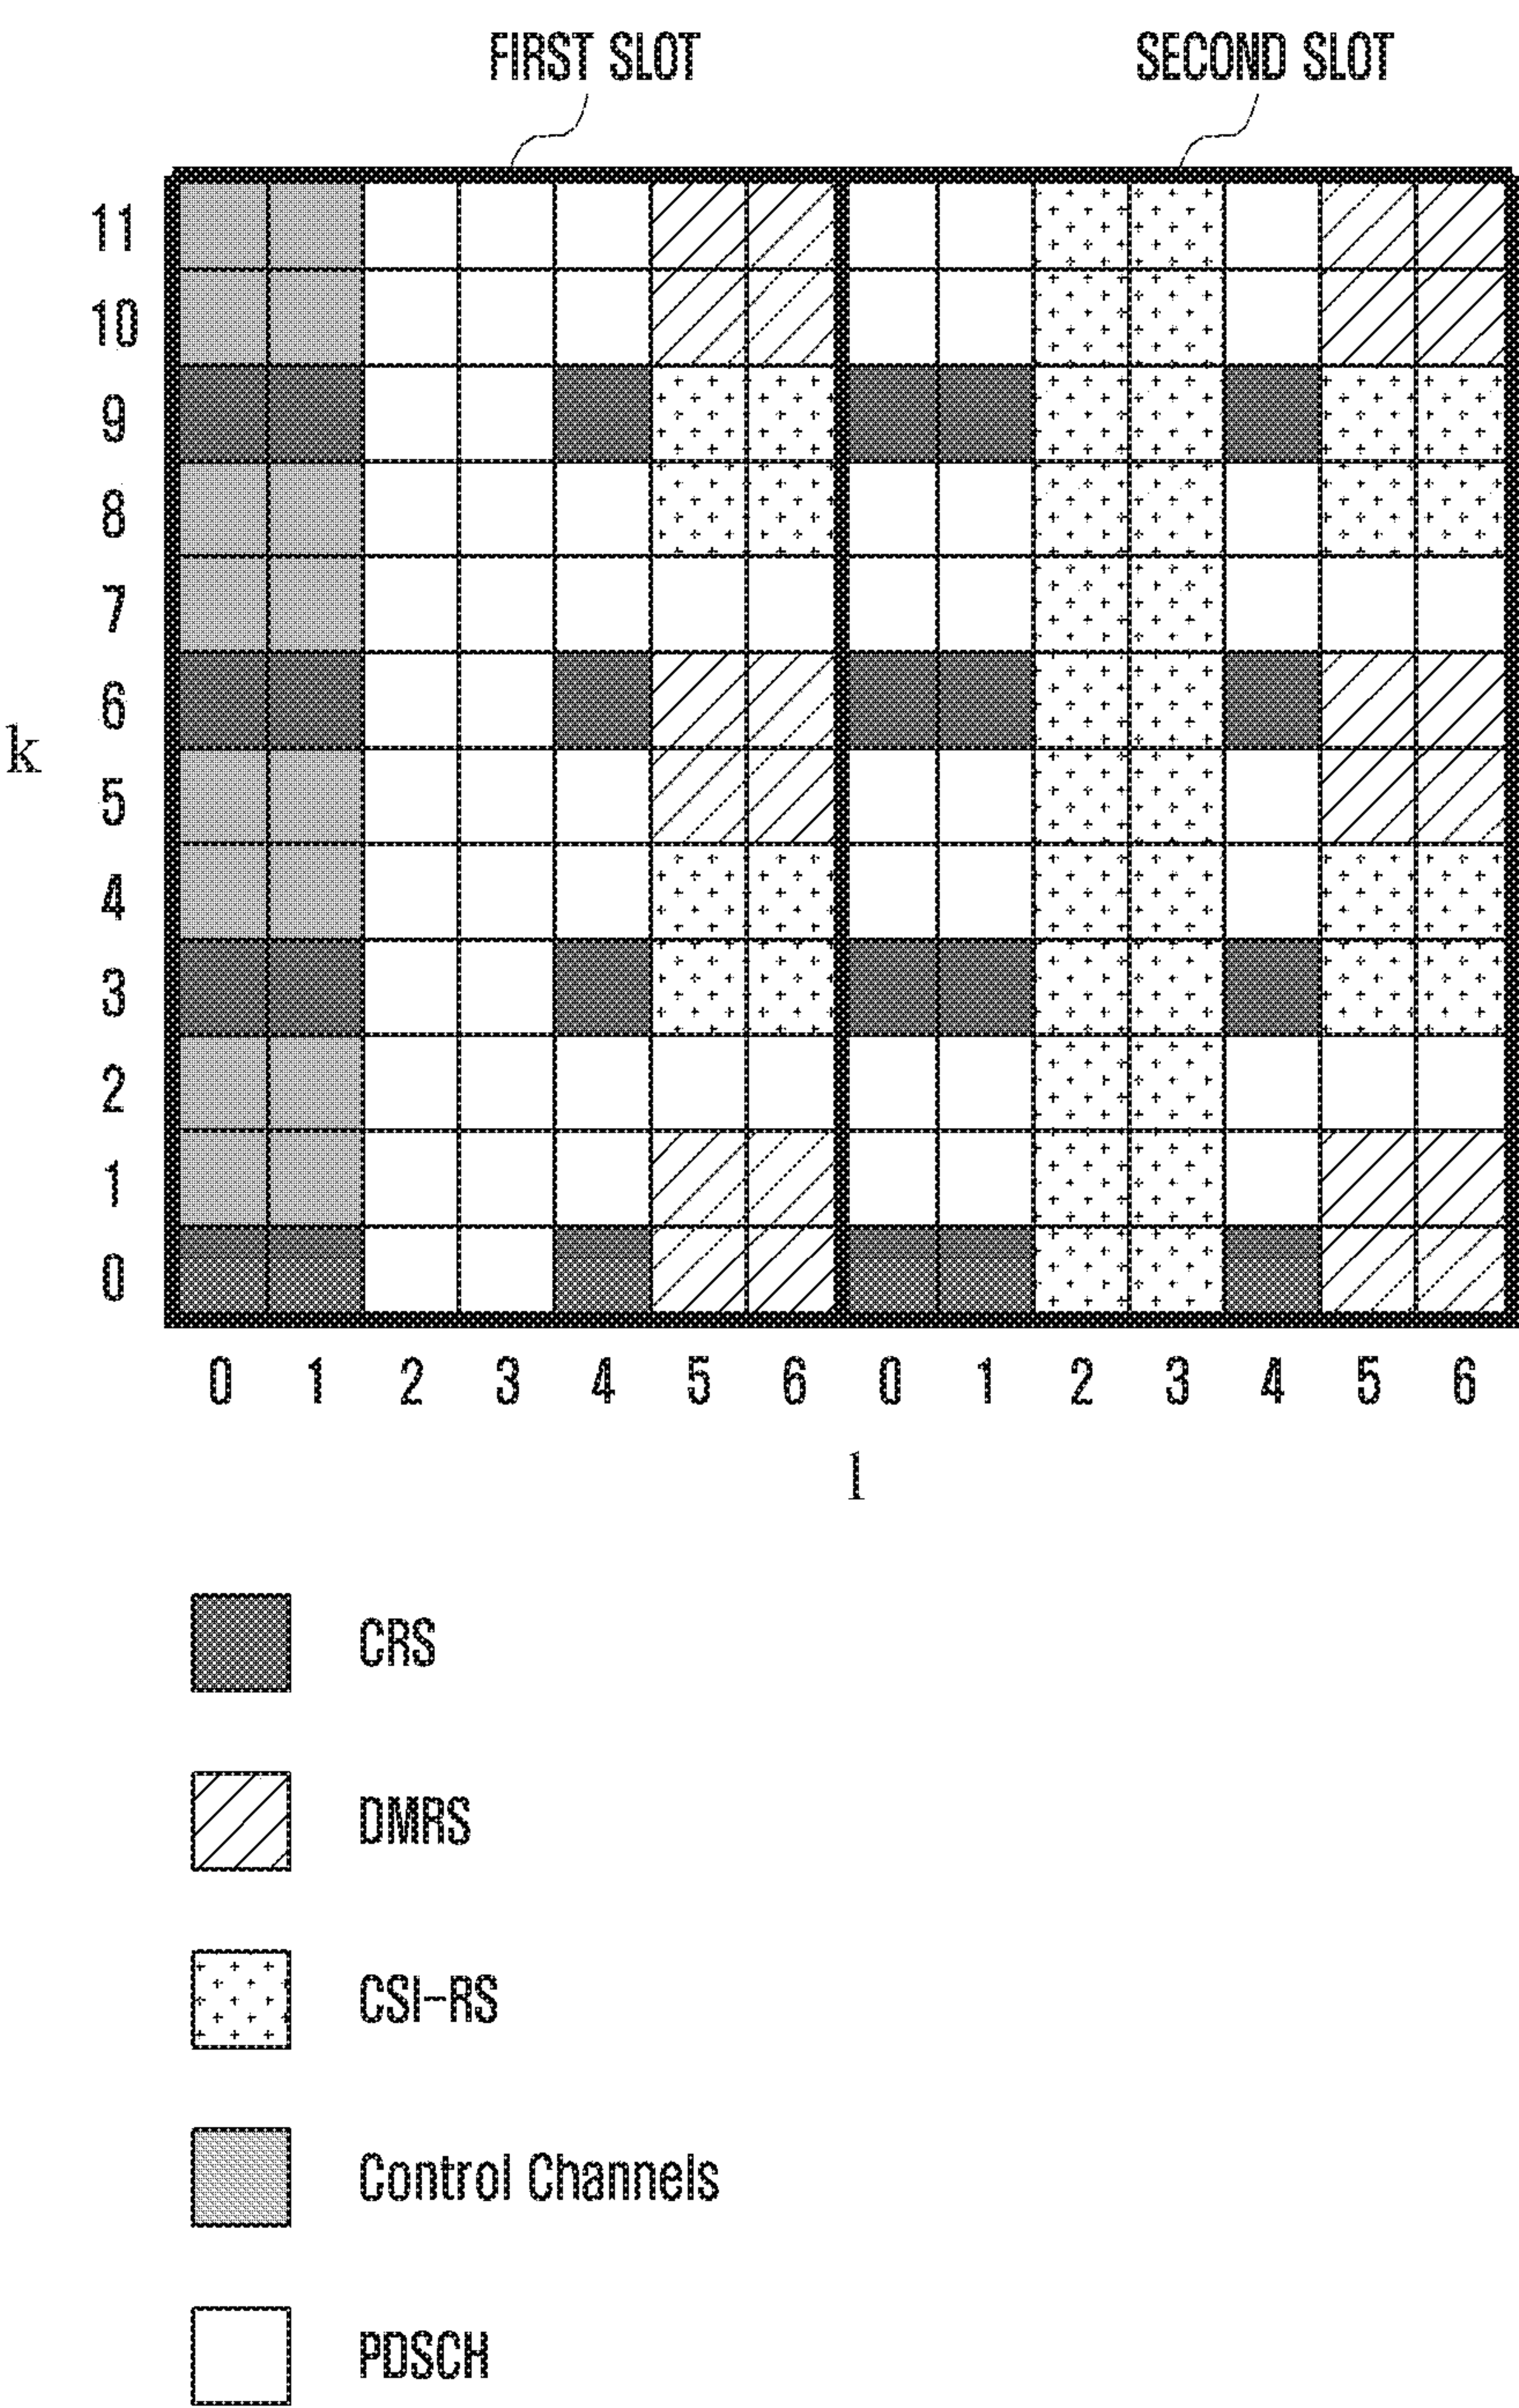 FIRST SLOT SECOND SLOT
11
10
9
8
7
6
k
5
4
3
2
1
0
0 1 2 3 4 5 6 0 1 2 3 4 5 6
l
CRS
DMRS
CSI-RS
Control Channels
PDSCH